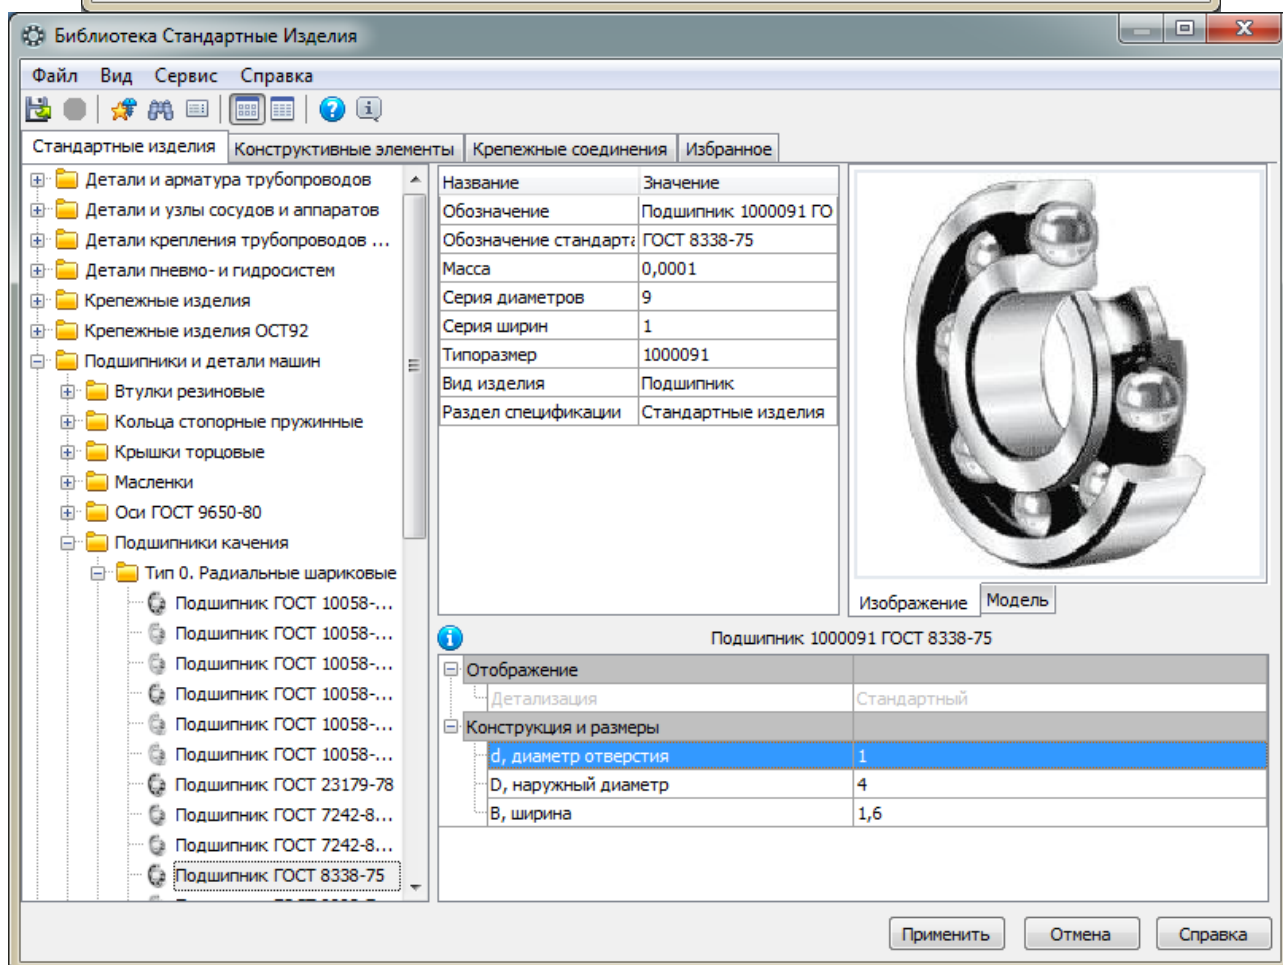 Библиотека Стандартные Изделия
Файл Вид Сервис Справка
Стандартные изделия Конструктивные элементы Крепежные соединения Избранное
Детали и арматура трубопроводов
Детали и узлы сосудов и аппаратов
Детали крепления трубопроводов ...
Детали пневмо- и гидросистем
Крепежные изделия
Крепежные изделия ОСТ92
Подшипники и детали машин
Втулки резиновые
Кольца стопорные пружинные
Крышки торцовые
Масленки
Оси ГОСТ 9650-80
Подшипники качения
Тип 0. Радиальные шариковые
Подшипник ГОСТ 10058-...
Подшипник ГОСТ 10058-...
Подшипник ГОСТ 10058-...
Подшипник ГОСТ 10058-...
Подшипник ГОСТ 10058-...
Подшипник ГОСТ 10058-...
Подшипник ГОСТ 23179-78
Подшипник ГОСТ 7242-8...
Подшипник ГОСТ 7242-8...
Подшипник ГОСТ 8338-75
Название Значение
Обозначение Подшипник 1000091 ГО
Обозначение стандарта ГОСТ 8338-75
Масса 0,0001
Серия диаметров 9
Серия ширин 1
Типоразмер 1000091
Вид изделия Подшипник
Раздел спецификации Стандартные изделия
Изображение Модель
Подшипник 1000091 ГОСТ 8338-75
Отображение
Детализация Стандартный
Конструкция и размеры
d, диаметр отверстия 1
D, наружный диаметр 4
B, ширина 1,6
Применить Отмена Справка